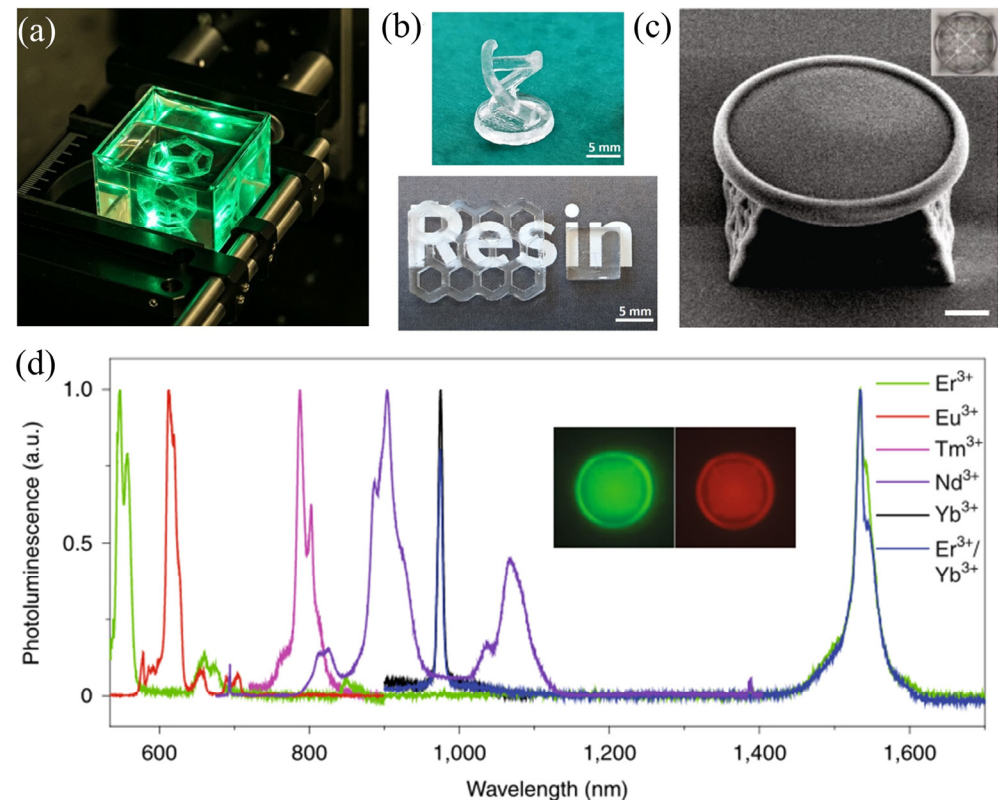 (a)
(b)
5 mm
Resin
5 mm
(c)
(d)
Photoluminescence (a.u.)
1.0
0.5
0
600
800
1,000
1,200
1,400
1,600
Wavelength (nm)
Er³⁺
Eu³⁺
Tm³⁺
Nd³⁺
Yb³⁺
Er³⁺/
Yb³⁺